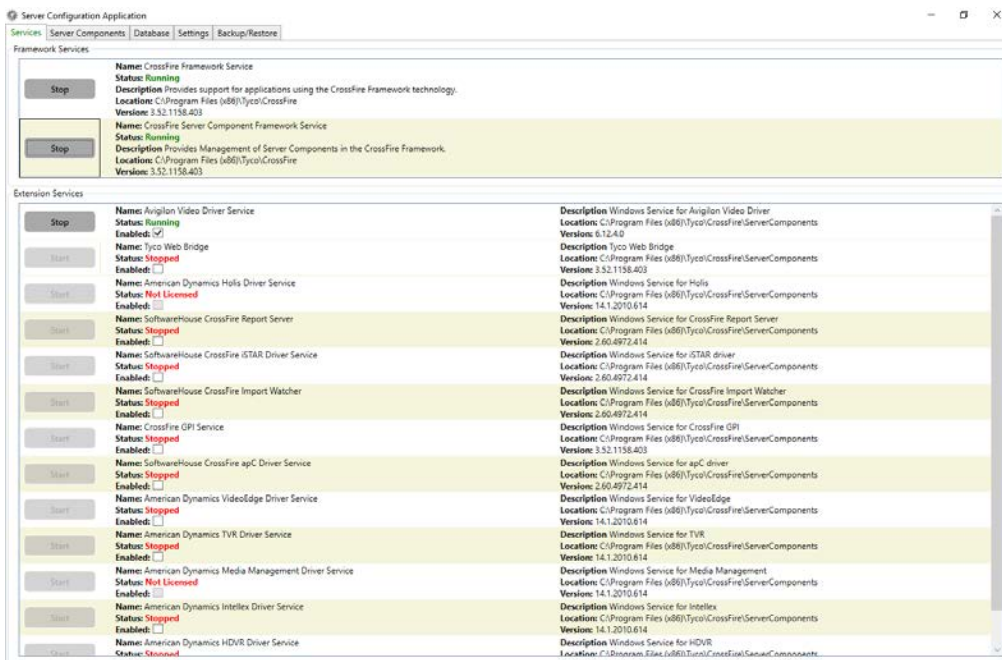 Server Configuration Application
Services Server Components Database Settings Backup/Restore
Framework Services
Stop
Name: CrossFire Framework Service
Status: Running
Description Provides support for applications using the CrossFire Framework technology.
Location: C:\Program Files (x86)\Tyco\CrossFire
Version: 3.52.1158.403
Stop
Name: CrossFire Server Component Framework Service
Status: Running
Description Provides Management of Server Components in the CrossFire Framework.
Location: C:\Program Files (x86)\Tyco\CrossFire
Version: 3.52.1158.403
Extension Services
Stop
Name: Avigilon Video Driver Service Description Windows Service for Avigilon Video Driver
Status: Running Location: C:\Program Files (x86)\Tyco\CrossFire\ServerComponents
Enabled: Version: 6.12.4.0
Start
Name: Tyco Web Bridge Description Tyco Web Bridge
Status: Stopped Location: C:\Program Files (x86)\Tyco\CrossFire\ServerComponents
Enabled: Version: 3.52.1158.403
Start
Name: American Dynamics Holis Driver Service Description Windows Service for Holis
Status: Not Licensed Location: C:\Program Files (x86)\Tyco\CrossFire\ServerComponents
Enabled: Version: 14.1.2010.614
Start
Name: SoftwareHouse CrossFire Report Server Description Windows Service for CrossFire Report Server
Status: Stopped Location: C:\Program Files (x86)\Tyco\CrossFire\ServerComponents
Enabled: Version: 2.60.4972.414
Start
Name: SoftwareHouse CrossFire iSTAR Driver Service Description Windows Service for iSTAR driver
Status: Stopped Location: C:\Program Files (x86)\Tyco\CrossFire\ServerComponents
Enabled: Version: 2.60.4972.414
Start
Name: SoftwareHouse CrossFire Import Watcher Description Windows Service for CrossFire Import Watcher
Status: Stopped Location: C:\Program Files (x86)\Tyco\CrossFire\ServerComponents
Enabled: Version: 2.60.4972.414
Start
Name: CrossFire GPI Service Description Windows Service for CrossFire GPI
Status: Stopped Location: C:\Program Files (x86)\Tyco\CrossFire\ServerComponents
Enabled: Version: 3.52.1158.403
Start
Name: SoftwareHouse CrossFire apC Driver Service Description Windows Service for apC driver
Status: Stopped Location: C:\Program Files (x86)\Tyco\CrossFire\ServerComponents
Enabled: Version: 2.60.4972.414
Start
Name: American Dynamics VideoEdge Driver Service Description Windows Service for VideoEdge
Status: Stopped Location: C:\Program Files (x86)\Tyco\CrossFire\ServerComponents
Enabled: Version: 14.1.2010.614
Start
Name: American Dynamics TVR Driver Service Description Windows Service for TVR
Status: Stopped Location: C:\Program Files (x86)\Tyco\CrossFire\ServerComponents
Enabled: Version: 14.1.2010.614
Start
Name: American Dynamics Media Management Driver Service Description Windows Service for Media Management
Status: Not Licensed Location: C:\Program Files (x86)\Tyco\CrossFire\ServerComponents
Enabled: Version: 14.1.2010.614
Start
Name: American Dynamics Intellex Driver Service Description Windows Service for Intellex
Status: Stopped Location: C:\Program Files (x86)\Tyco\CrossFire\ServerComponents
Enabled: Version: 14.1.2010.614
Start
Name: American Dynamics HDVR Driver Service Description Windows Service for HDVR
Status: Stopped Location: C:\Program Files (x86)\Tyco\CrossFire\ServerComponents